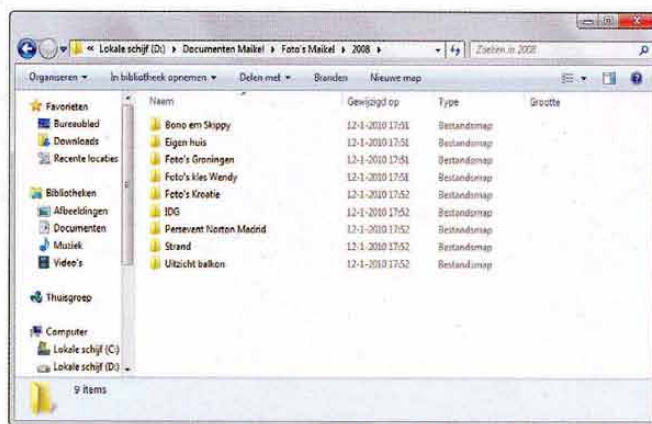 « Lokale schijf (D:) ▸ Documenten Maikel ▸ Foto's Maikel ▸ 2008 ▸ Zoeken in 2008
Organiseren ▾ In bibliotheek opnemen ▾ Delen met ▾ Branden Nieuwe map
Naam Gewijzigd op Type Grootte
Favorieten
Bureaublad
Downloads
Recente locaties
Bibliotheken
Afbeeldingen
Documenten
Muziek
Video's
Thuisgroep
Computer
Lokale schijf (C:)
Lokale schijf (D:)
Bono em Skippy 12-1-2010 17:51 Bestandsmap
Eigen huis 12-1-2010 17:51 Bestandsmap
Foto's Groningen 12-1-2010 17:51 Bestandsmap
Foto's kles Wendy 12-1-2010 17:51 Bestandsmap
Foto's Kroatie 12-1-2010 17:52 Bestandsmap
IDG 12-1-2010 17:52 Bestandsmap
Persevent Norton Madrid 12-1-2010 17:52 Bestandsmap
Strand 12-1-2010 17:52 Bestandsmap
Uitzicht balkon 12-1-2010 17:52 Bestandsmap
9 items